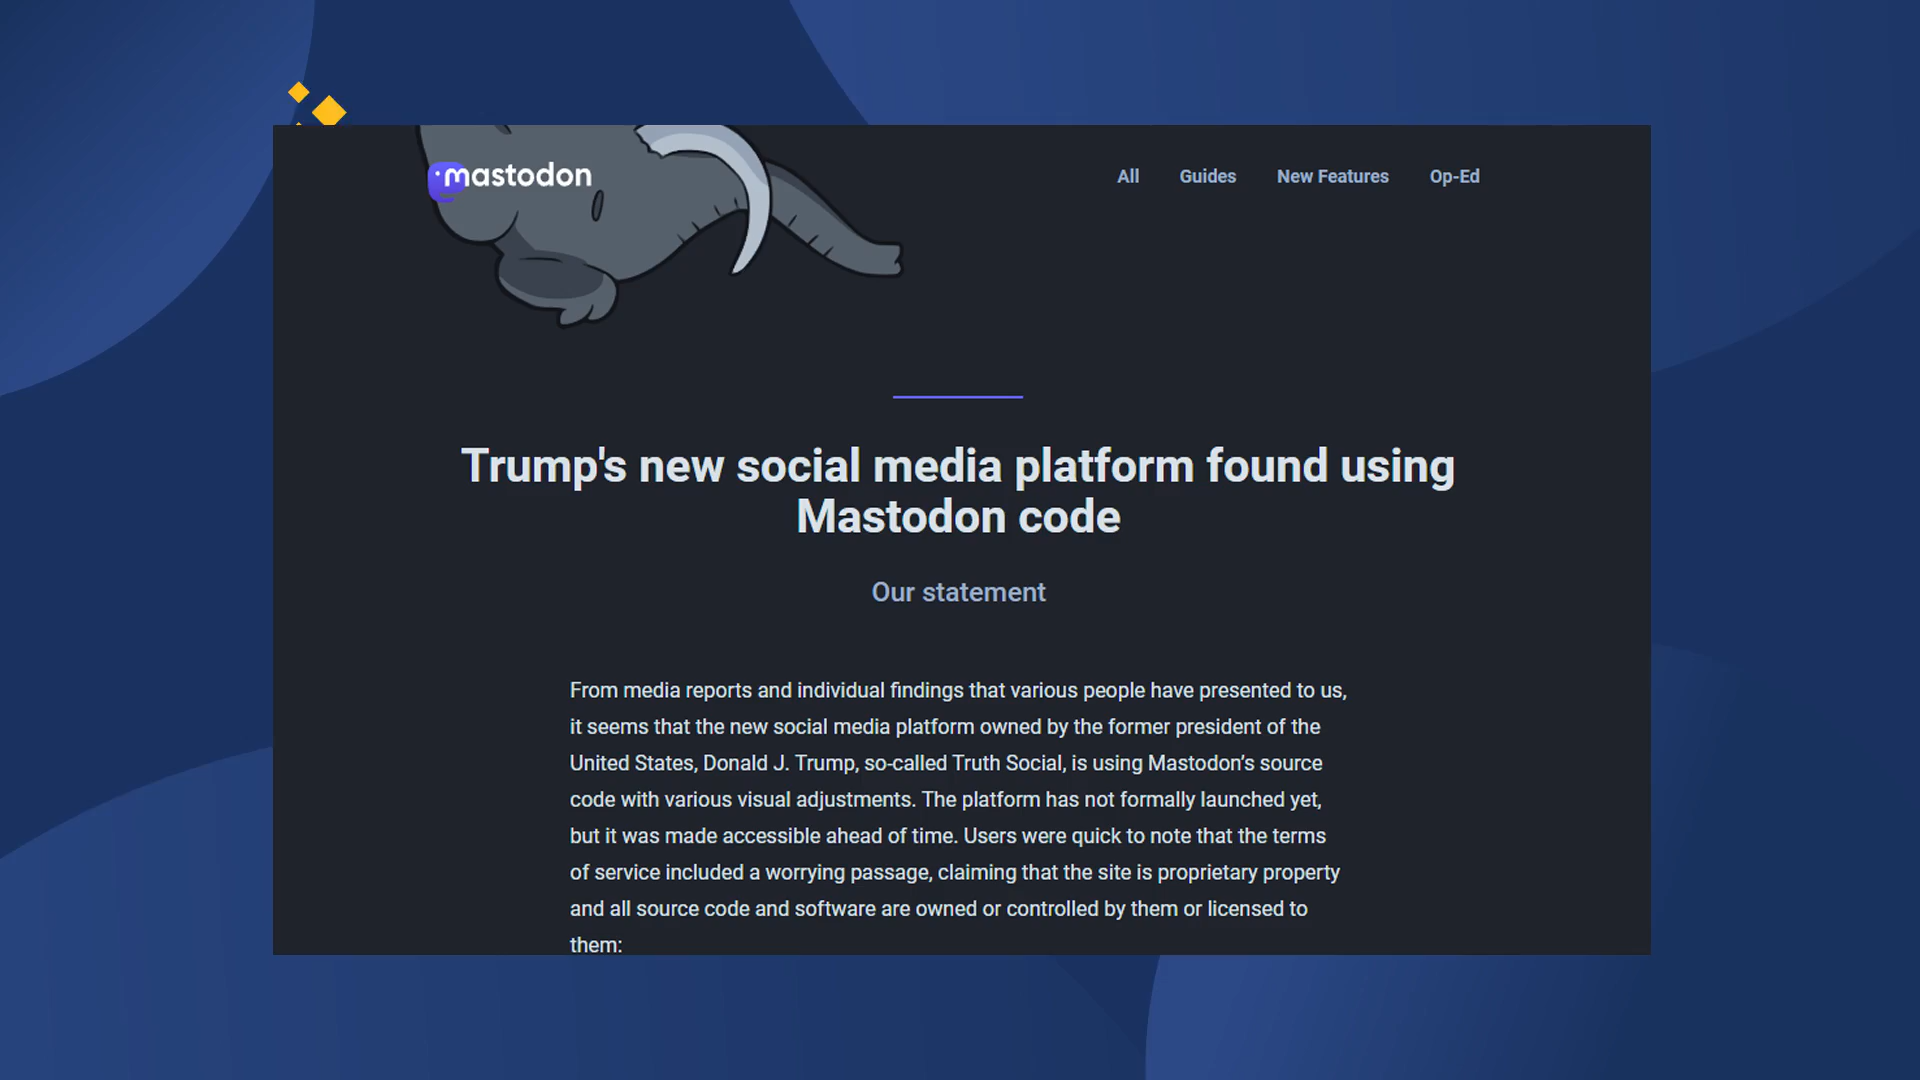 mastodon
All Guides New Features Op-Ed
Trump's new social media platform found using
Mastodon code
Our statement
From media reports and individual findings that various people have presented to us,
it seems that the new social media platform owned by the former president of the
United States, Donald J. Trump, so-called Truth Social, is using Mastodon’s source
code with various visual adjustments. The platform has not formally launched yet,
but it was made accessible ahead of time. Users were quick to note that the terms
of service included a worrying passage, claiming that the site is proprietary property
and all source code and software are owned or controlled by them or licensed to
them: